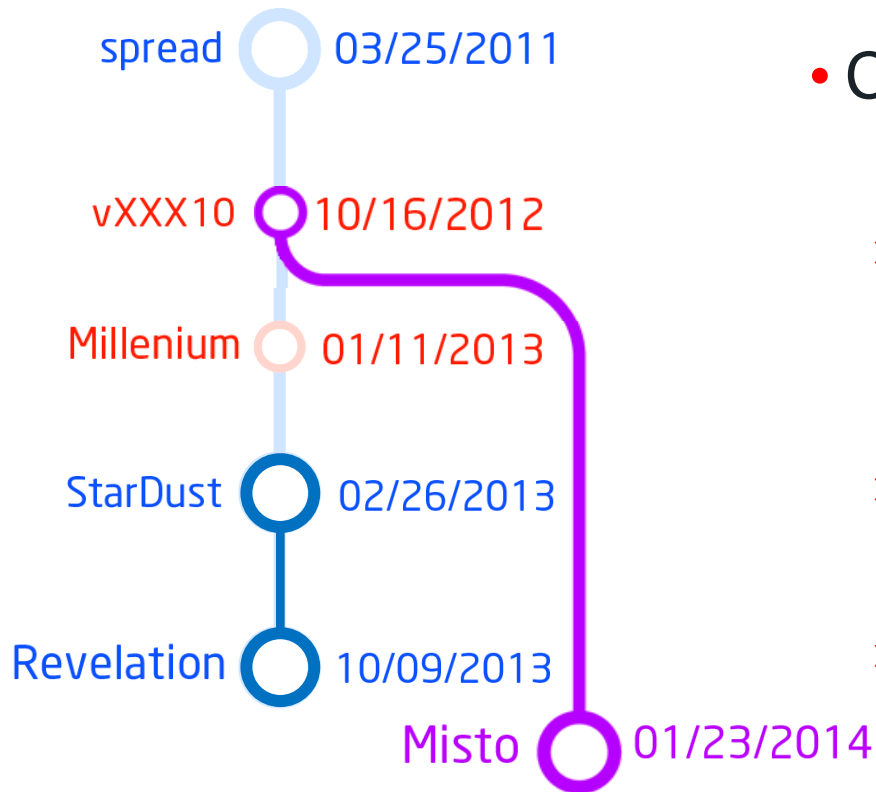 spread 03/25/2011
• C
vXXX10 10/16/2012
Millenium 01/11/2013
StarDust 02/26/2013
Revelation 10/09/2013
Misto 01/23/2014